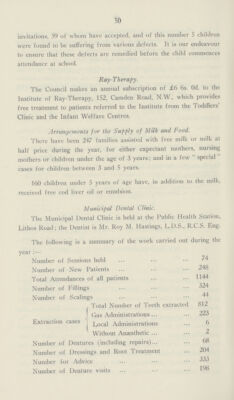 50
invitations, 39 of whom have accepted, and of this number 5 children
were found to be suffering from various defects. It is our endeavour
to ensure that these defects are remedied before the child commences
attendance at school.
Ray-Therapy.
The Council makes an annual subscription of £6 6s. 0d. to the
Institute of Ray-Therapy, 152, Camden Road, N.W., which provides
free treatment to patients referred to the Institute from the Toddlers'
Clinic and the Infant Welfare Centres.
Arrangements for the Supply of Milk and Food.
There have been 247 families assisted with free milk or milk at
half price during the year, for either expectant mothers, nursing
mothers or children under the age of 3 years; and in a few "special"
cases for children between 3 and 5 years.
160 children under 5 years of age have, in addition to the milk,
received free cod liver oil or emulsion.
Municipal Dental Clinic.
The Municipal Dental Clinic is held at the Public Health Station,
Lithos Road; the Dentist is Mr. Roy M. Hastings, L.D.S., R.C.S. Eng.
The following is a summary of the work carried out during the
year :—
Number of Sessions held ... ... ... 74
Number of New Patients ... ... ... 248
Total Attendances of all patients ... ... 1144
Number of Fillings ... ... ... 324
Number of Scalings ... ... ... 44
Extraction cases
Total Number of Teeth extracted 812
Gas Administrations ... ... 223
Local Administrations ... 6
Without Anaesthetic ... ... 2
Number of Dentures (including repairs)... ... 68
Number of Dressings and Root Treatment ... 204
Number for Advice ... ... ... 333
Number of Denture visits ... ... ... 196